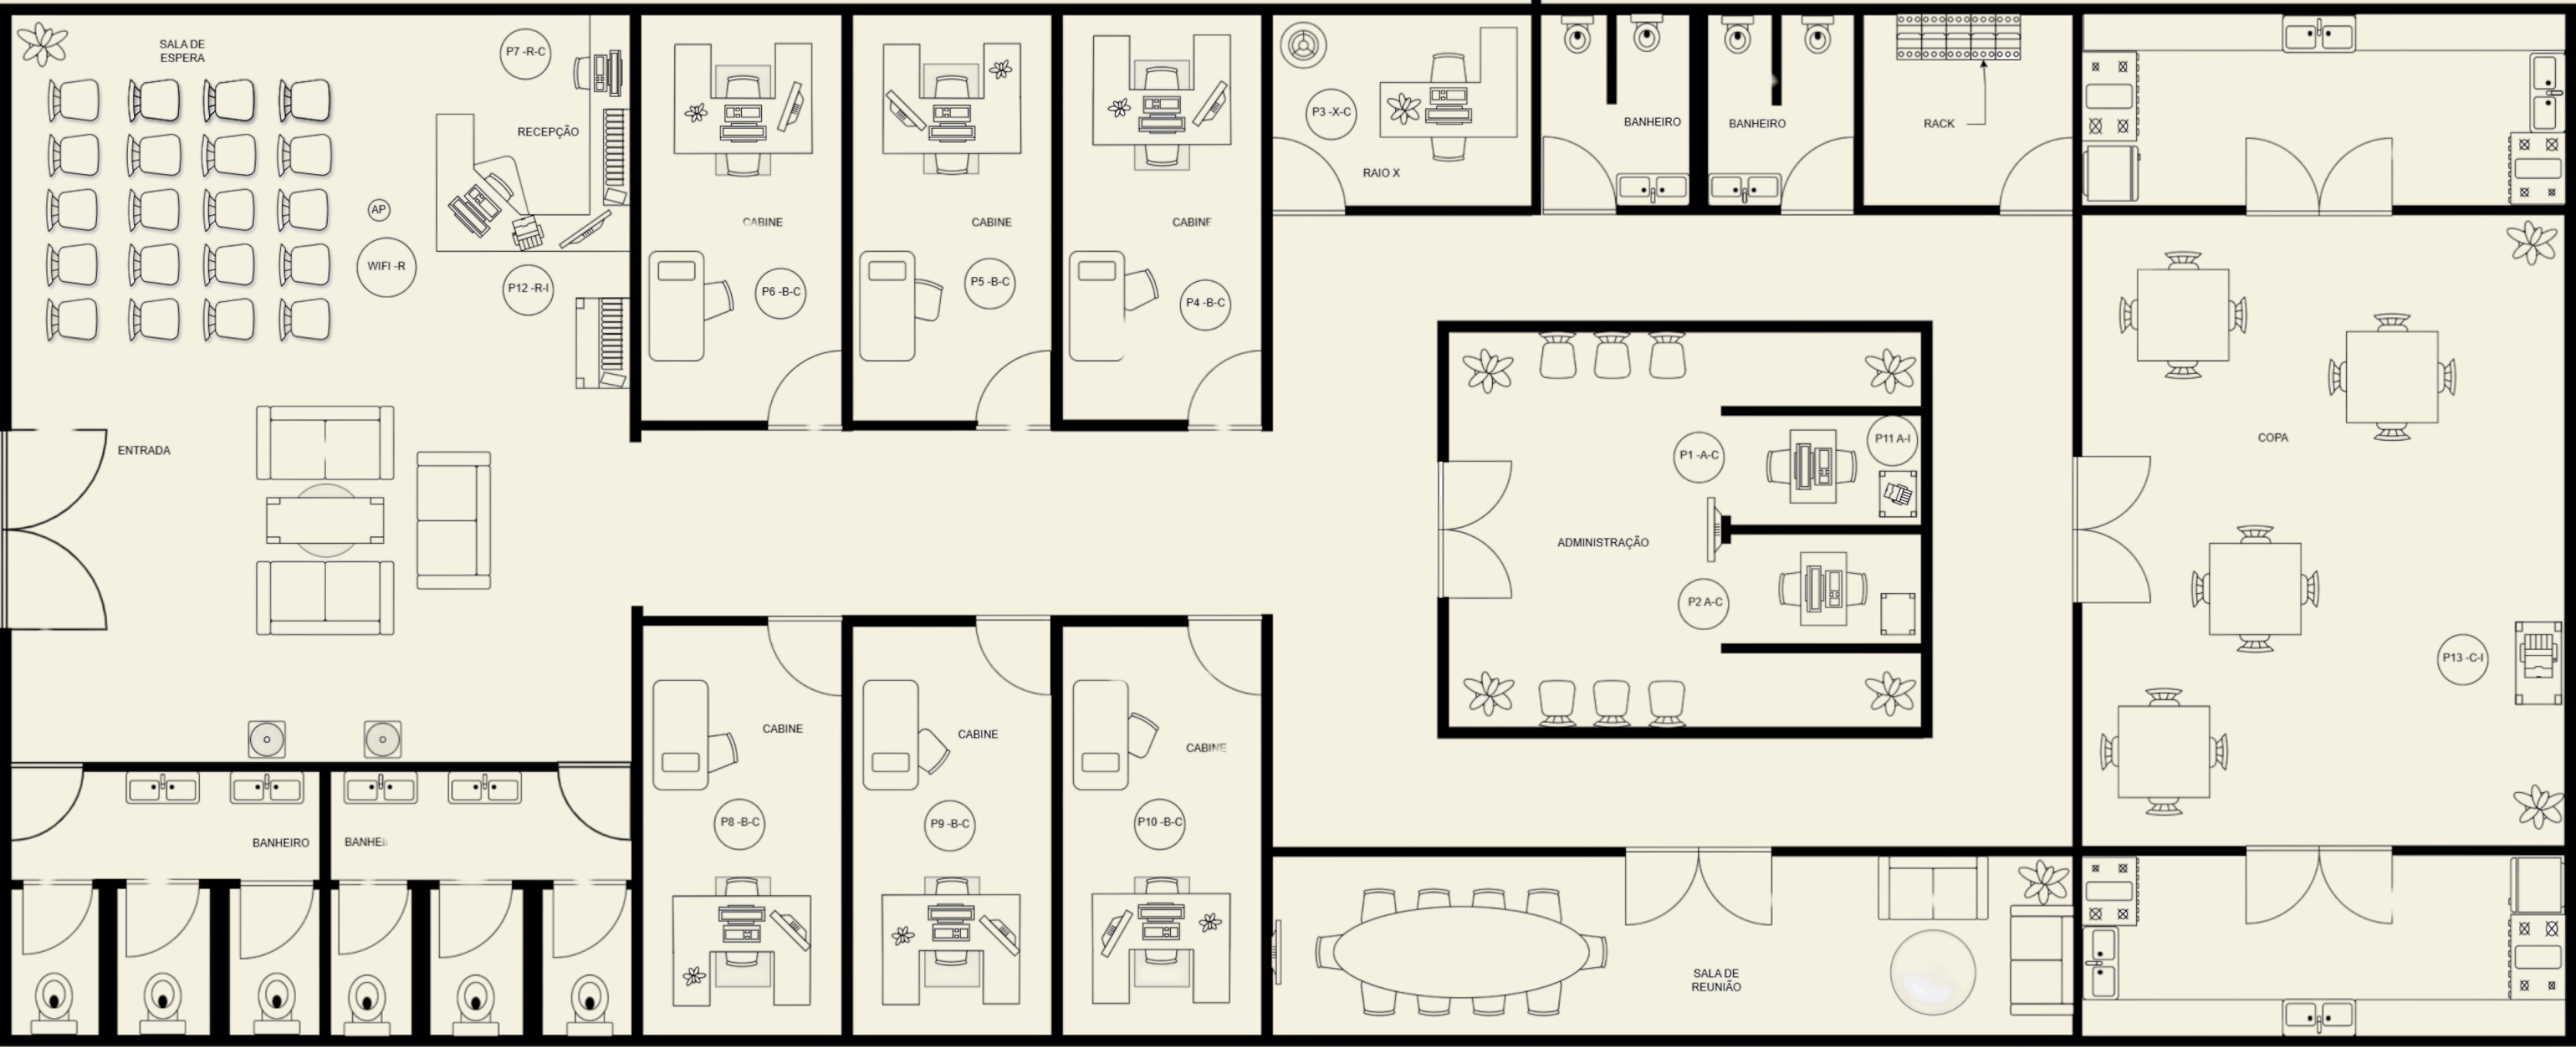 SALA DE
ESPERA
P7 -R-C
RECEPÇÃO
AP
WIFI -R
P12 -R-I
ENTRADA
CABINE
P6 -B-C
CABINE
P5 -B-C
CABINE
P4 -B-C
P3 -X-C
RAIO X
BANHEIRO
BANHEIRO
RACK
P1 -A-C
P11 A-I
ADMINISTRAÇÃO
P2 A-C
COPA
P13 -C-I
BANHEIRO
CABINE
P8 -B-C
CABINE
P9 -B-C
CABINE
P10 -B-C
SALA DE
REUNIÃO